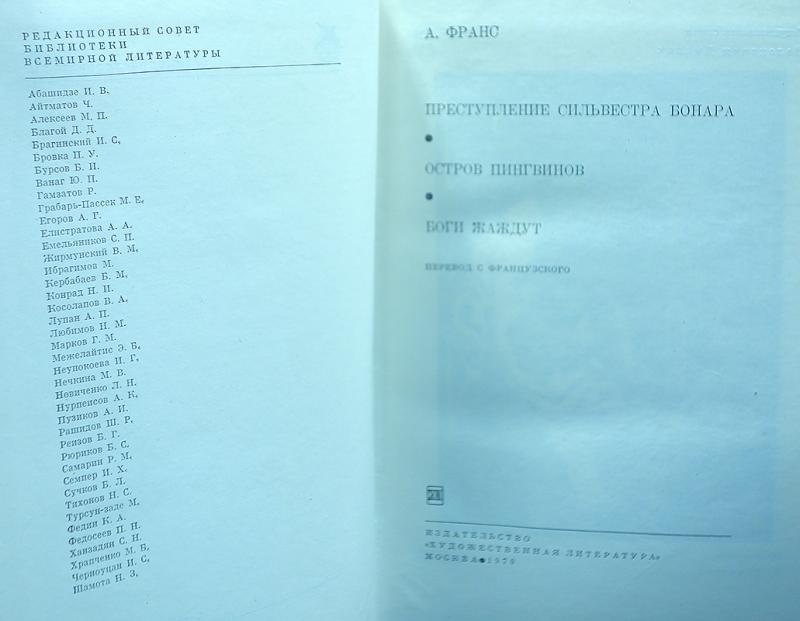 РЕДАКЦИОННЫЙ СОВЕТ
БИБЛИОТЕКИ
ВСЕМИРНОЙ ЛИТЕРАТУРЫ
Абашидзе И. В.
Айтматов Ч.
Алексеев М. П.
Благой Д. Д.
Брагинский И. С.
Бровка П. У.
Бурсов Б. И.
Ванаг Ю. П.
Гамзатов Р.
Грабарь-Пассек М. Е.
Егоров А. Г.
Елистратова А. А.
Емельяников С. П.
Жирмунский В. М.
Ибрагимов М.
Кербабаев Б. М.
Конрад Н. И.
Косолапов В. А.
Лупан А. П.
Любимов Н. М.
Марков Г. М.
Межелайтис Э. Б.
Неупокоева И. Г.
Нечкина М. В.
Новиченко Л. Н.
Нурпеисов А. К.
Пузиков А. И.
Рашидов Ш. Р.
Реизов Б. Г.
Рюриков Б. С.
Самарин Р. М.
Семпер И. Х.
Сучков Б. Л.
Тихонов Н. С.
Турсун-заде М.
Федин К. А.
Федосеев П. Н.
Ханзадян С. Н.
Храпченко М. Б.
Черноуцан И. С.
Шамота Н. З.
А. ФРАНС
ПРЕСТУПЛЕНИЕ СИЛЬВЕСТРА БОНАРА
ОСТРОВ ПИНГВИНОВ
БОГИ ЖАЖДУТ
ПЕРЕВОД С ФРАНЦУЗСКОГО
ИЗДАТЕЛЬСТВО
«ХУДОЖЕСТВЕННАЯ ЛИТЕРАТУРА»
МОСКВА • 1970